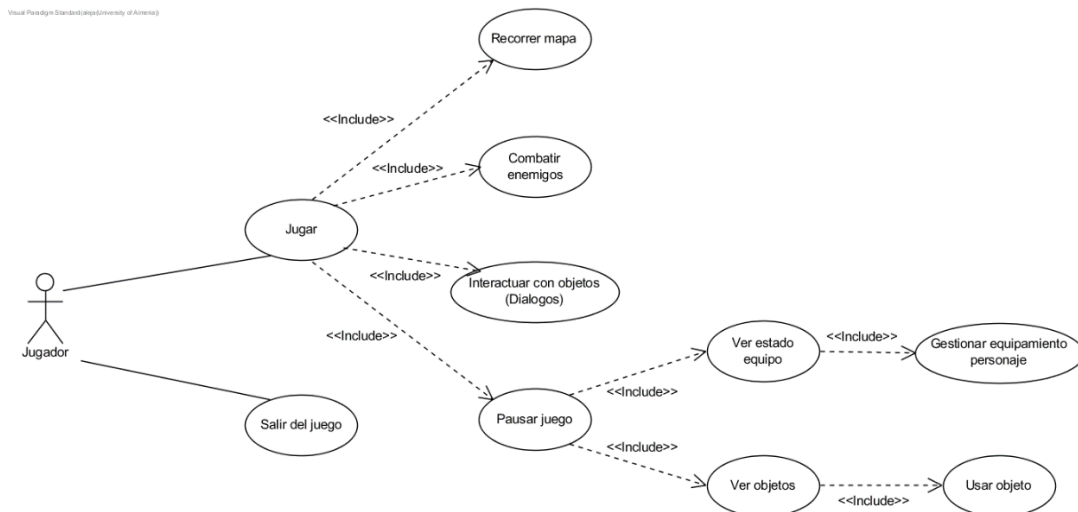 Visual Paradigm Standard(aleja(University of Almeria))
Recorrer mapa
<<Include>>
Combatir
enemigos
<<Include>>
Jugar
Interactuar con objetos
(Dialogos)
<<Include>>
Jugador
<<Include>>
Ver estado
equipo
<<Include>>
Gestionar equipamiento
personaje
<<Include>>
Salir del juego
Pausar juego
<<Include>>
Ver objetos
<<Include>>
Usar objeto